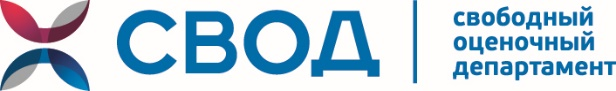 СВОД
свободный
оценочный
департамент